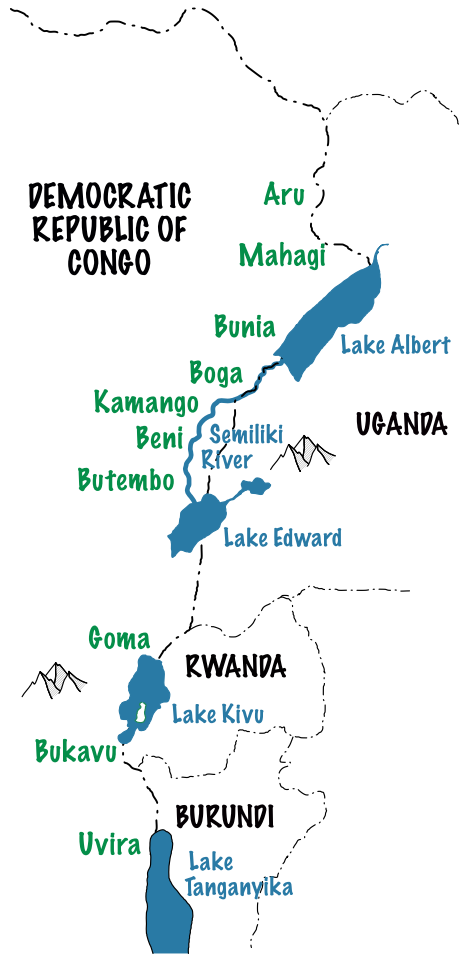 DEMOCRATIC
REPUBLIC OF
CONGO
Aru
Mahagi
Bunia
Lake Albert
Boga
Kamango
UGANDA
Beni
Semiliki
River
Butembo
Lake Edward
Goma
RWANDA
Lake Kivu
Bukavu
BURUNDI
Uvira
Lake
Tanganyika